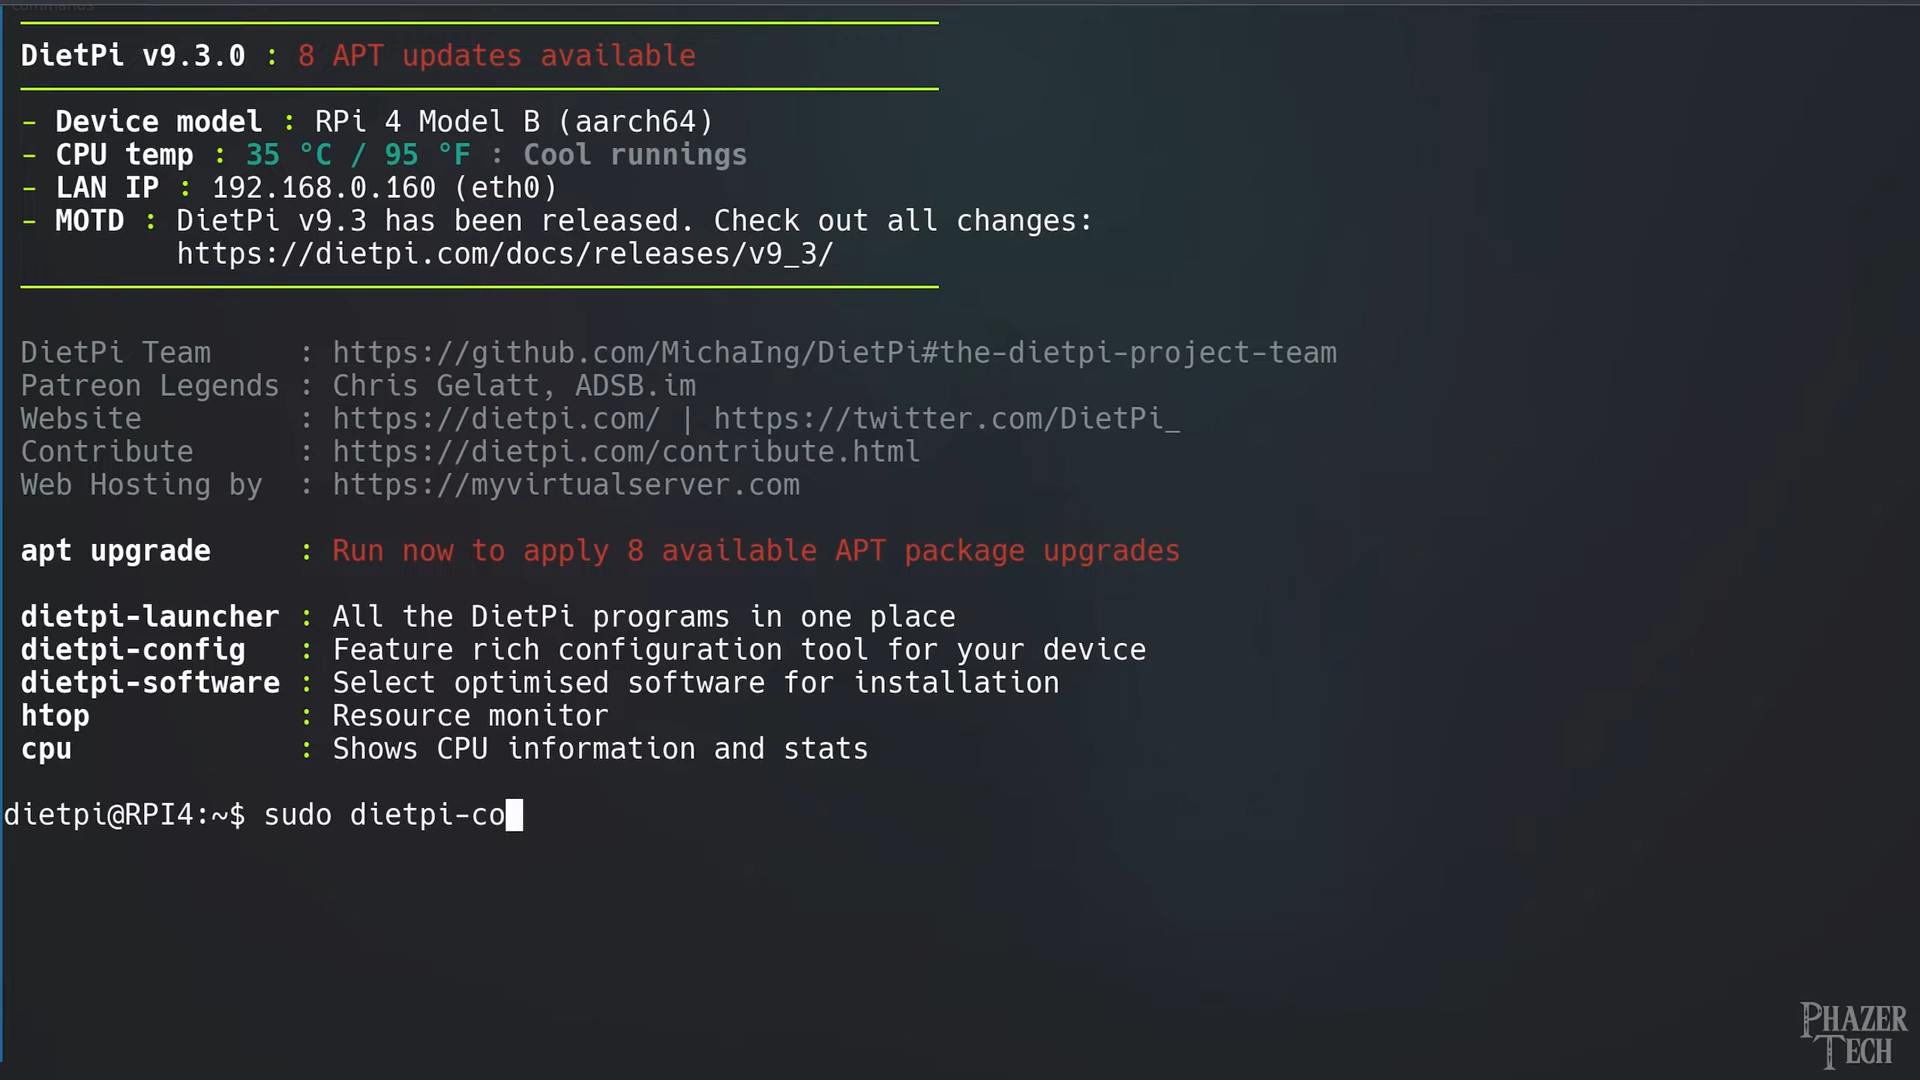 commands
DietPi v9.3.0 : 8 APT updates available
- Device model : RPi 4 Model B (aarch64)
- CPU temp : 35 °C / 95 °F : Cool runnings
- LAN IP : 192.168.0.160 (eth0)
- MOTD : DietPi v9.3 has been released. Check out all changes:
https://dietpi.com/docs/releases/v9_3/
DietPi Team : https://github.com/MichaIng/DietPi#the-dietpi-project-team
Patreon Legends : Chris Gelatt, ADSB.im
Website : https://dietpi.com/ | https://twitter.com/DietPi_
Contribute : https://dietpi.com/contribute.html
Web Hosting by : https://myvirtualserver.com
apt upgrade : Run now to apply 8 available APT package upgrades
dietpi-launcher : All the DietPi programs in one place
dietpi-config : Feature rich configuration tool for your device
dietpi-software : Select optimised software for installation
htop : Resource monitor
cpu : Shows CPU information and stats
dietpi@RPI4:~$ sudo dietpi-co
PHAZER
TECH